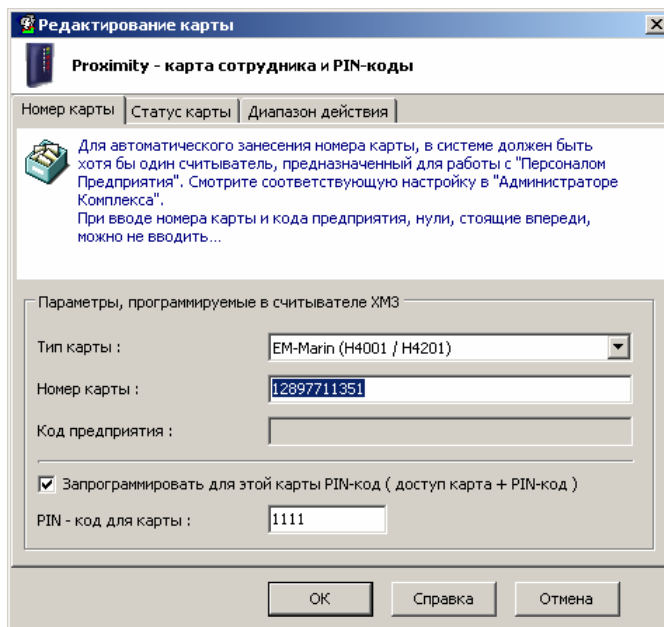 Редактирование карты
Proximity - карта сотрудника и PIN-коды
Номер карты Статус карты Диапазон действия
Для автоматического занесения номера карты, в системе должен быть
хотя бы один считыватель, предназначенный для работы с "Персоналом
Предприятия". Смотрите соответствующую настройку в "Администраторе
Комплекса".
При вводе номера карты и кода предприятия, нули, стоящие впереди,
можно не вводить...
Параметры, программируемые в считывателе ХМ3
Тип карты : EM-Marin (H4001 / H4201)
Номер карты : 12897711351
Код предприятия :
Запрограммировать для этой карты PIN-код ( доступ карта + PIN-код )
PIN - код для карты : 1111
ОК Справка Отмена